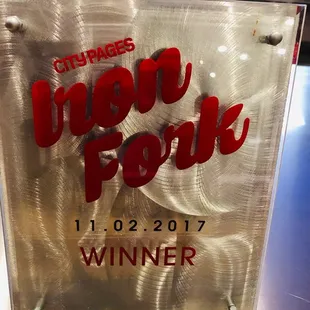 CITY PAGES
Iron
Fork
11.02.2017
WINNER